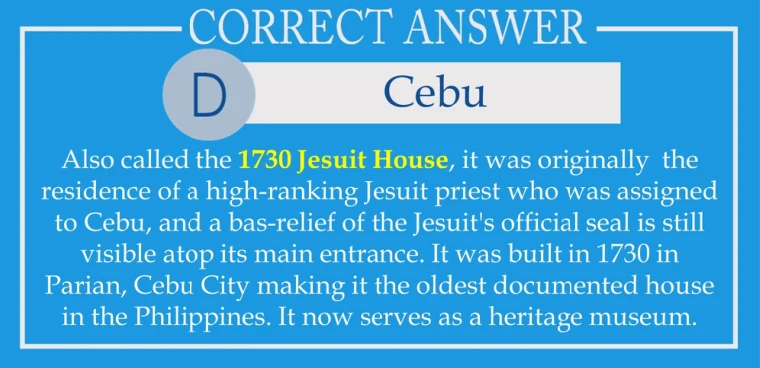 CORRECT ANSWER
D
Cebu
Also called the 1730 Jesuit House, it was originally the
residence of a high-ranking Jesuit priest who was assigned
to Cebu, and a bas-relief of the Jesuit's official seal is still
visible atop its main entrance. It was built in 1730 in
Parian, Cebu City making it the oldest documented house
in the Philippines. It now serves as a heritage museum.